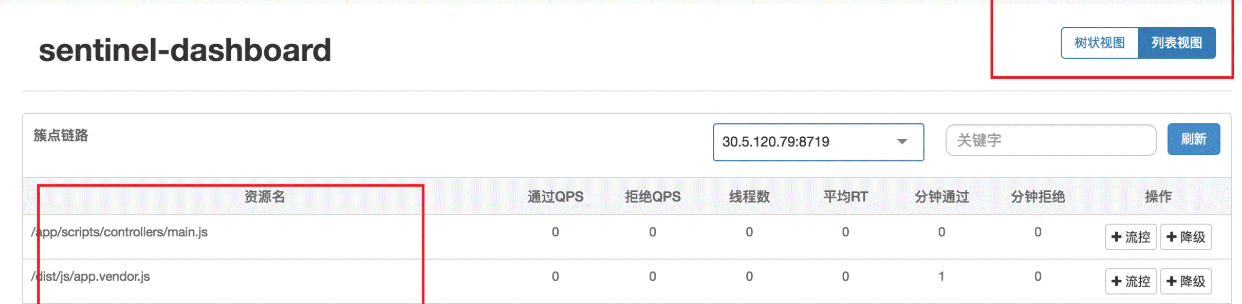 sentinel-dashboard
树状视图 列表视图
簇点链路 30.5.120.79:8719 关键字 刷新
资源名 通过QPS 拒绝QPS 线程数 平均RT 分钟通过 分钟拒绝 操作
/app/scripts/controllers/main.js 0 0 0 0 0 0 +流控 +降级
/dist/js/app.vendor.js 0 0 0 0 1 0 +流控 +降级